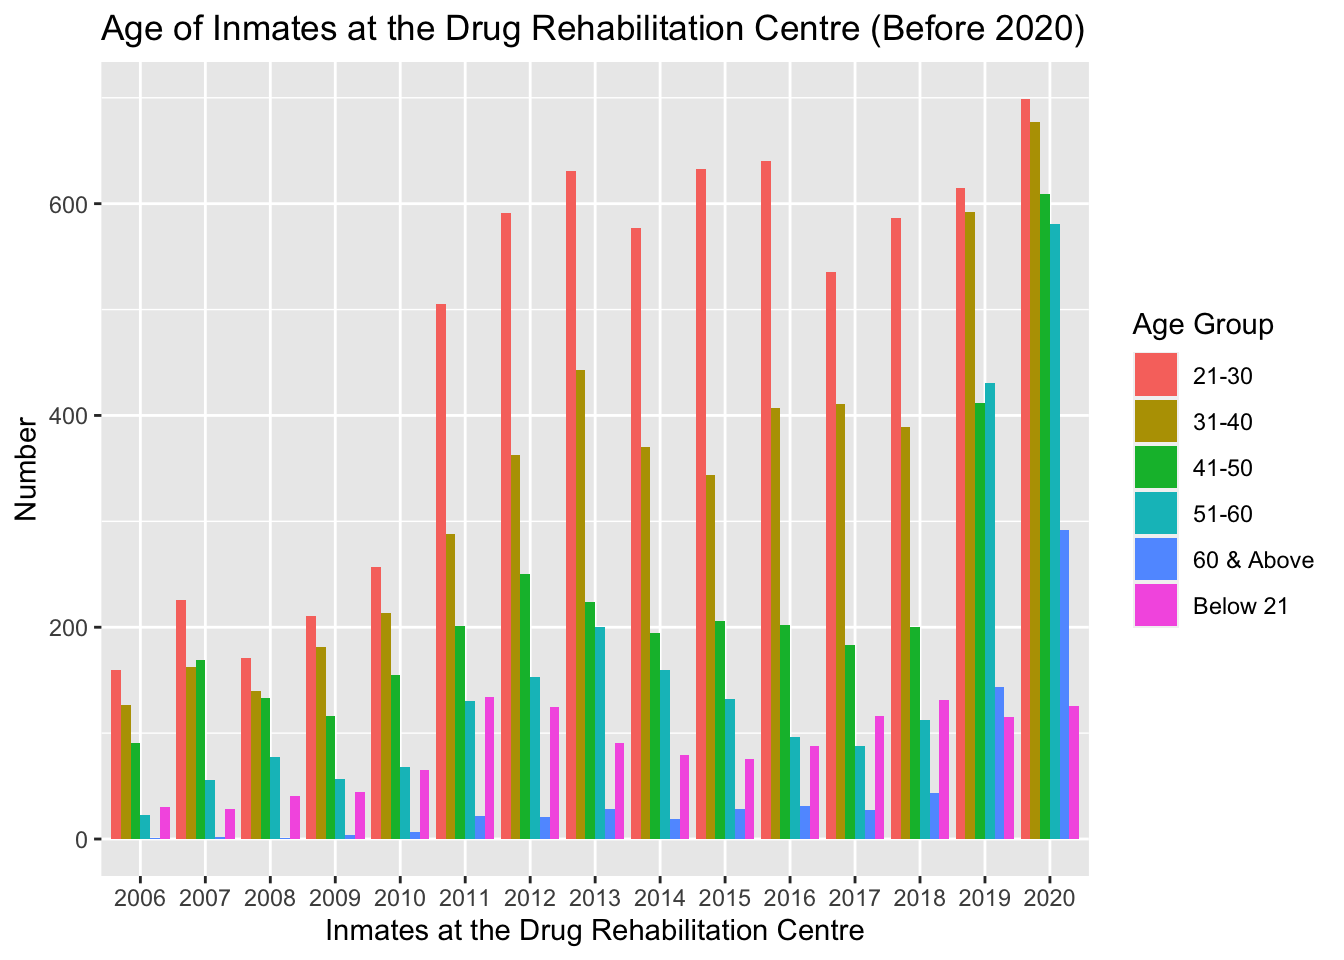 Age of Inmates at the Drug Rehabilitation Centre (Before 2020)
Number
600
400
200
0
2006 2007 2008 2009 2010 2011 2012 2013 2014 2015 2016 2017 2018 2019 2020
Inmates at the Drug Rehabilitation Centre
Age Group
21-30
31-40
41-50
51-60
60 & Above
Below 21